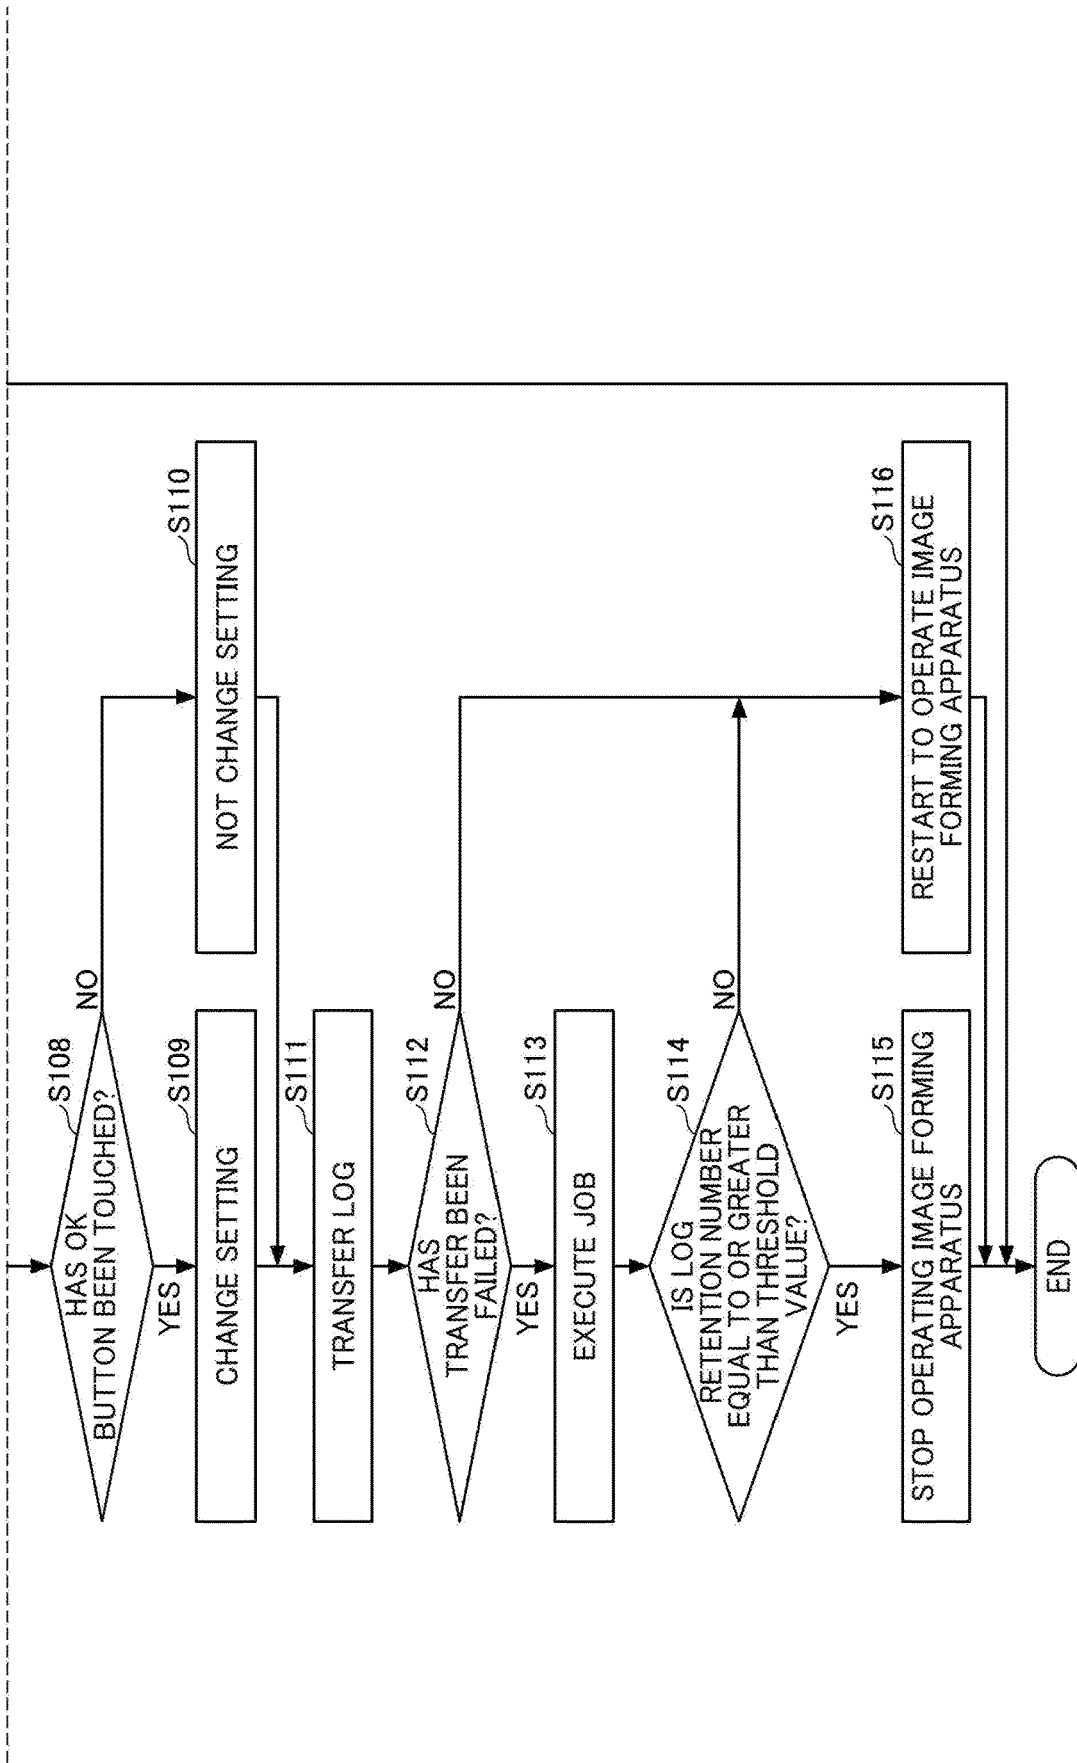 S108
HAS OK
BUTTON BEEN TOUCHED?
NO
YES
S109
CHANGE SETTING
S110
NOT CHANGE SETTING
S111
TRANSFER LOG
S112
HAS
TRANSFER BEEN
FAILED?
NO
YES
S113
EXECUTE JOB
S114
IS LOG
RETENTION NUMBER
EQUAL TO OR GREATER
THAN THRESHOLD
VALUE?
NO
YES
S115
STOP OPERATING IMAGE FORMING
APPARATUS
S116
RESTART TO OPERATE IMAGE
FORMING APPARATUS
END